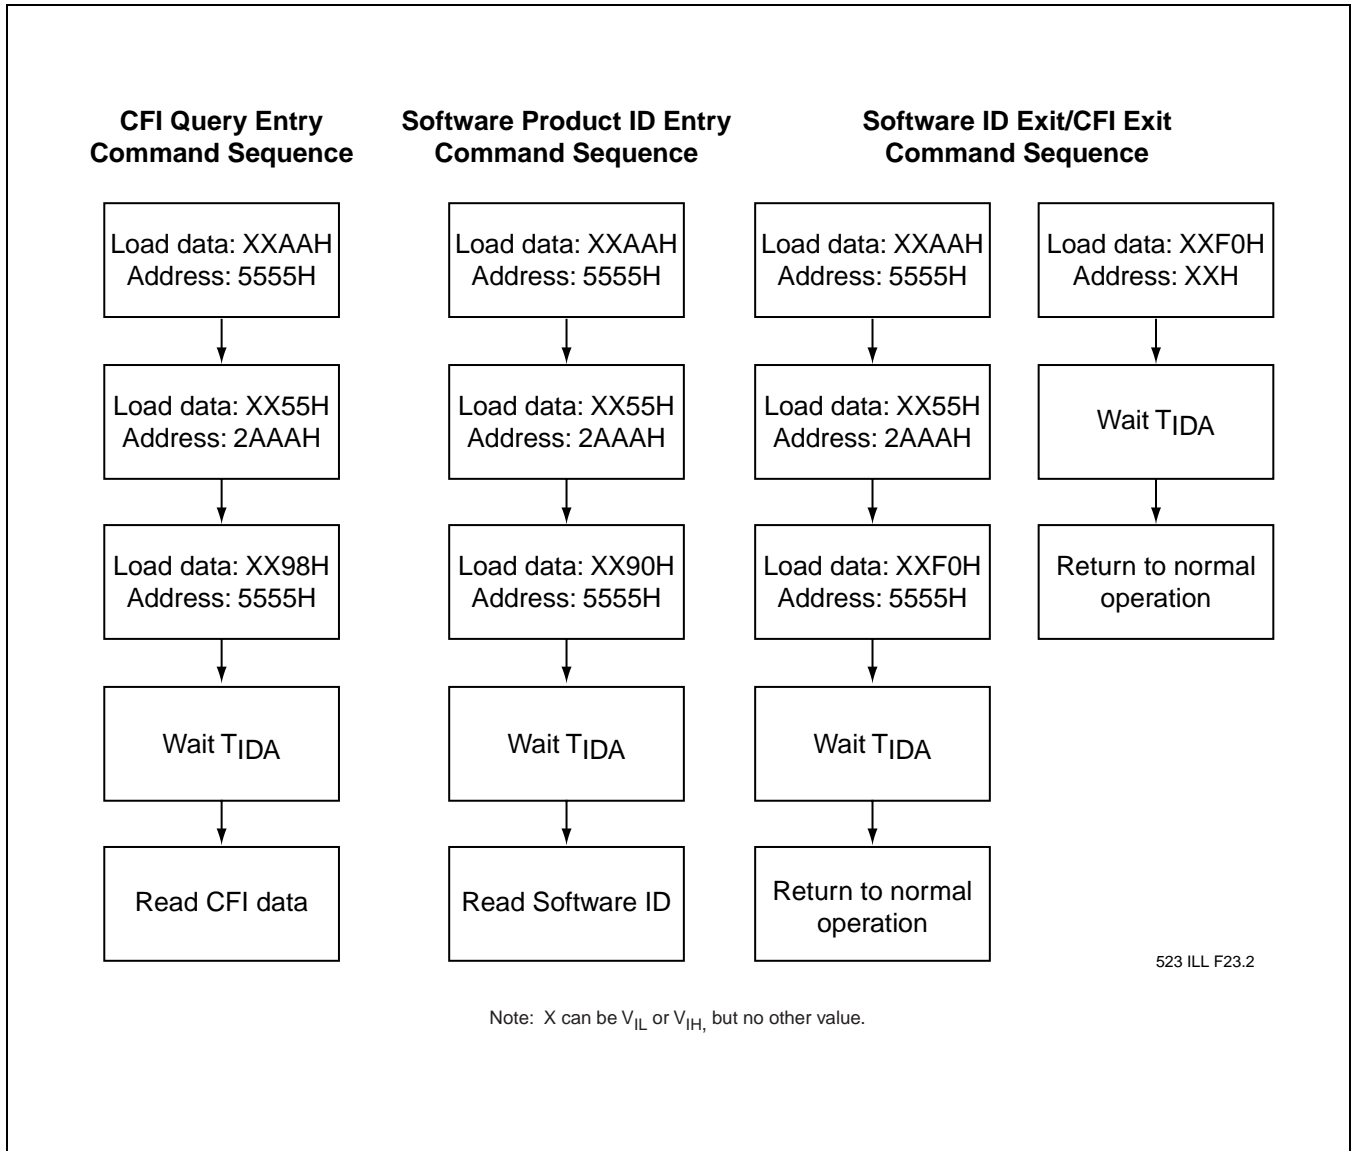 CFI Query Entry
Command Sequence
Load data: XXAAH
Address: 5555H
Load data: XX55H
Address: 2AAAH
Load data: XX98H
Address: 5555H
Wait TIDA
Read CFI data
Software Product ID Entry
Command Sequence
Load data: XXAAH
Address: 5555H
Load data: XX55H
Address: 2AAAH
Load data: XX90H
Address: 5555H
Wait TIDA
Read Software ID
Software ID Exit/CFI Exit
Command Sequence
Load data: XXAAH
Address: 5555H
Load data: XX55H
Address: 2AAAH
Load data: XXF0H
Address: 5555H
Wait TIDA
Return to normal
operation
Load data: XXF0H
Address: XXH
Wait TIDA
Return to normal
operation
523 ILL F23.2
Note: X can be VIL or VIH, but no other value.